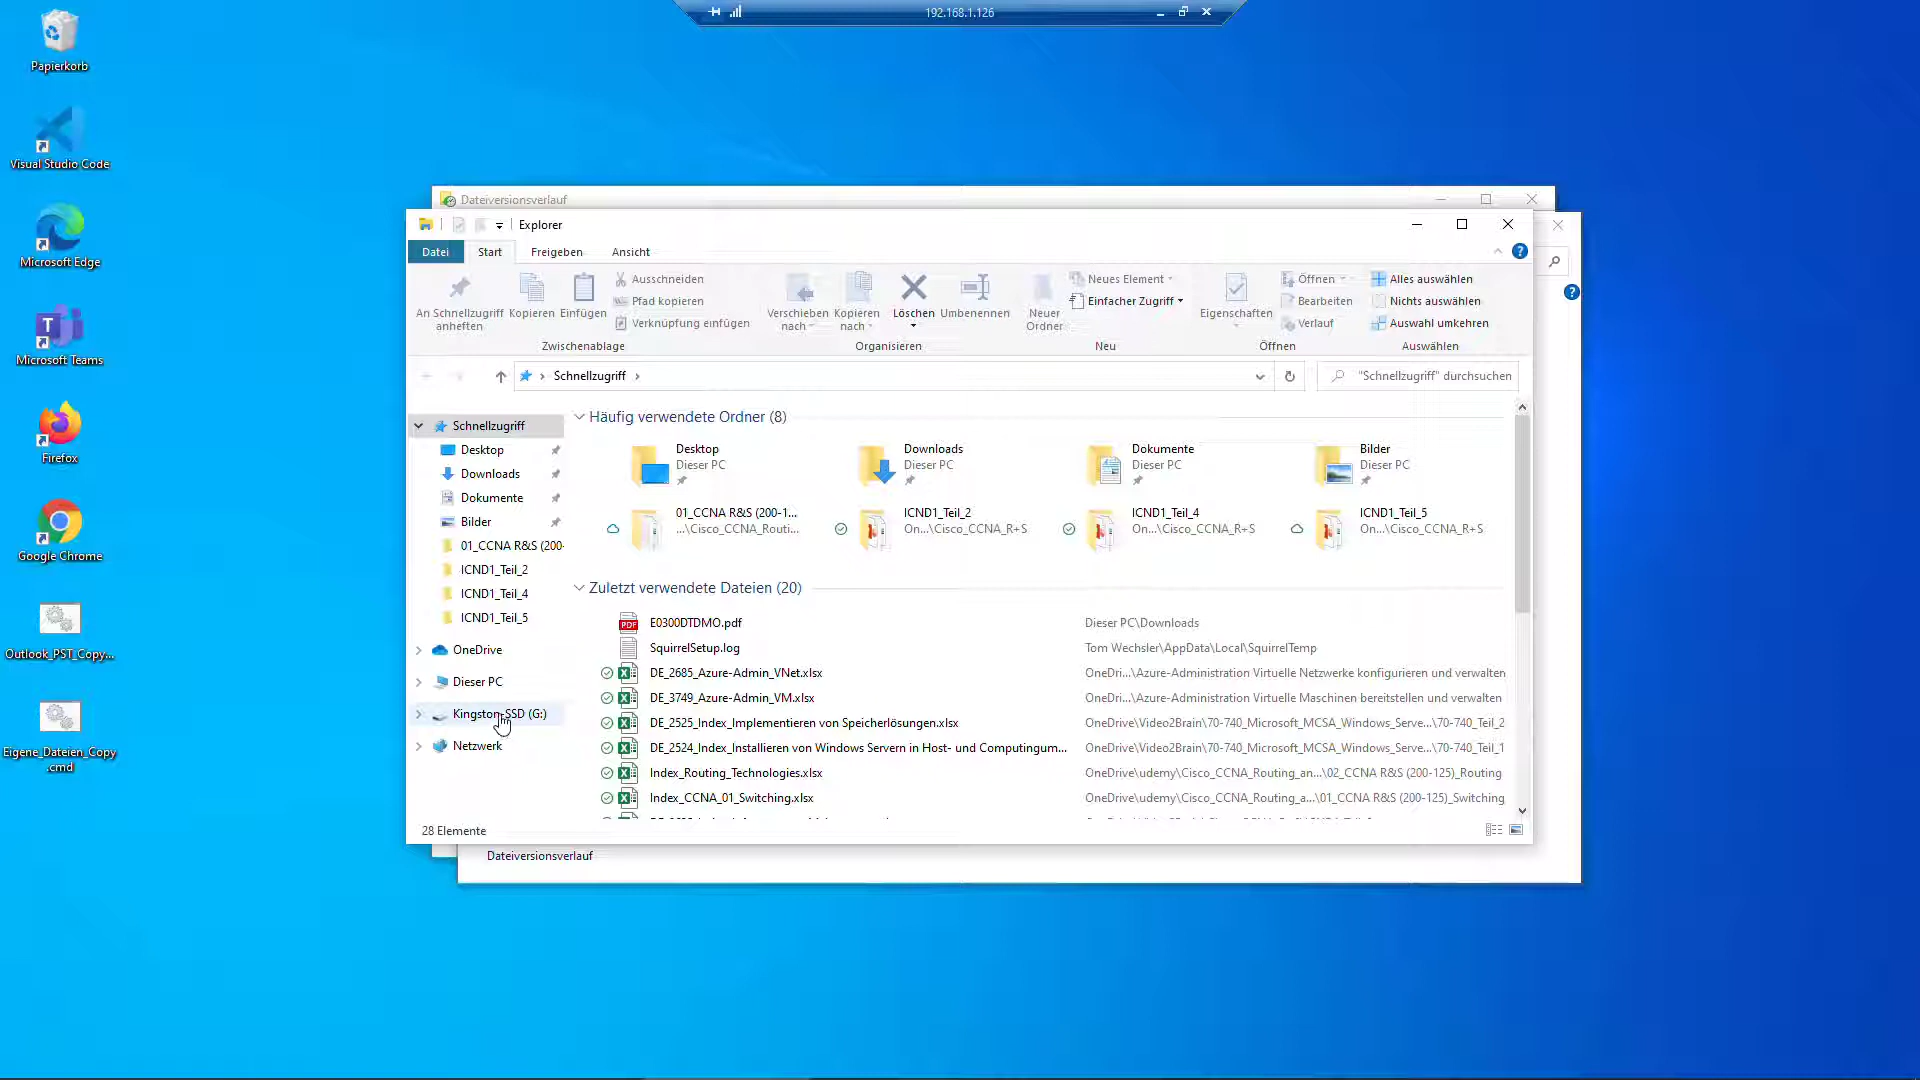 192.168.1.126
Papierkorb
Visual Studio Code
Microsoft Edge
Microsoft Teams
Firefox
Google Chrome
Outlook_PST_Copy...
Eigene_Dateien_Copy
.cmd
Dateiversionsverlauf
Explorer
Datei
Start
Freigeben
Ansicht
An Schnellzugriff
anheften
Kopieren
Einfügen
Ausschneiden
Pfad kopieren
Verknüpfung einfügen
Zwischenablage
Verschieben
nach
Kopieren
nach
Löschen
Umbenennen
Organisieren
Neuer
Ordner
Neues Element
Einfacher Zugriff
Neu
Eigenschaften
Öffnen
Bearbeiten
Verlauf
Öffnen
Alles auswählen
Nichts auswählen
Auswahl umkehren
Auswählen
Schnellzugriff
"Schnellzugriff" durchsuchen
Schnellzugriff
Desktop
Downloads
Dokumente
Bilder
01_CCNA R&S (200-
ICND1_Teil_2
ICND1_Teil_4
ICND1_Teil_5
OneDrive
Dieser PC
Kingston-SSD (G:)
Netzwerk
Häufig verwendete Ordner (8)
Desktop
Dieser PC
Downloads
Dieser PC
Dokumente
Dieser PC
Bilder
Dieser PC
01_CCNA R&S (200-1...
...\Cisco_CCNA_Routi...
ICND1_Teil_2
On...\Cisco_CCNA_R+S
ICND1_Teil_4
On...\Cisco_CCNA_R+S
ICND1_Teil_5
On...\Cisco_CCNA_R+S
Zuletzt verwendete Dateien (20)
PDF E0300DTDMO.pdf Dieser PC\Downloads
SquirrelSetup.log Tom Wechsler\AppData\Local\SquirrelTemp
DE_2685_Azure-Admin_VNet.xlsx OneDri...\Azure-Administration Virtuelle Netzwerke konfigurieren und verwalten
DE_3749_Azure-Admin_VM.xlsx OneDri...\Azure-Administration Virtuelle Maschinen bereitstellen und verwalten
DE_2525_Index_Implementieren von Speicherlösungen.xlsx OneDrive\Video2Brain\70-740_Microsoft_MCSA_Windows_Serve...\70-740_Teil_2
DE_2524_Index_Installieren von Windows Servern in Host- und Computingum... OneDrive\Video2Brain\70-740_Microsoft_MCSA_Windows_Serve...\70-740_Teil_1
Index_Routing_Technologies.xlsx OneDrive\udemy\Cisco_CCNA_Routing_an...\02_CCNA R&S (200-125)_Routing
Index_CCNA_01_Switching.xlsx OneDrive\udemy\Cisco_CCNA_Routing_a...\01_CCNA R&S (200-125)_Switching
28 Elemente
Dateiversionsverlauf